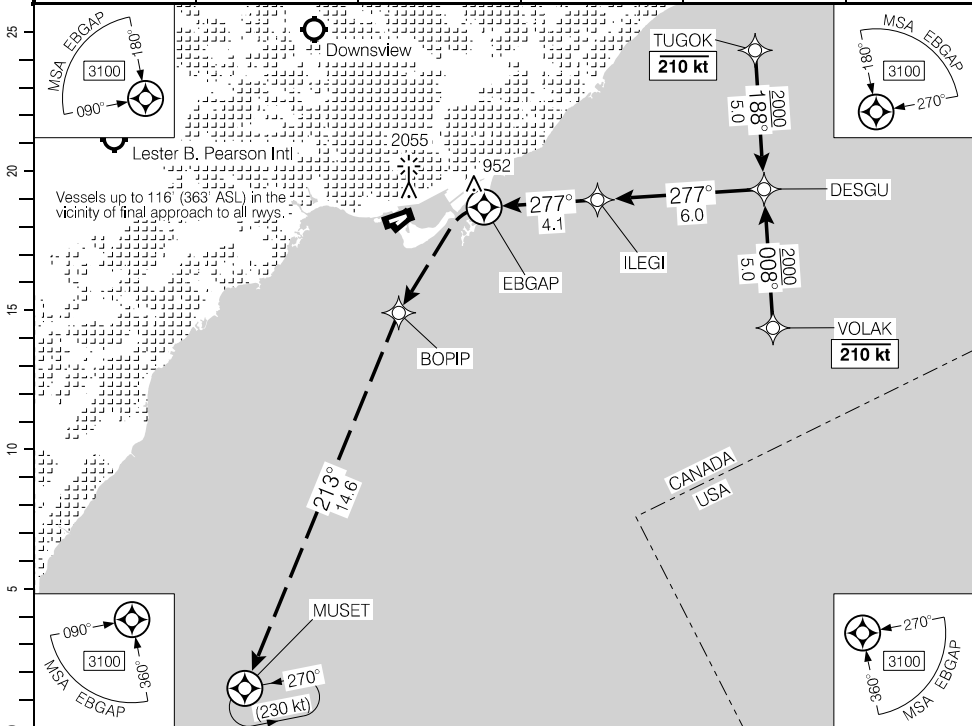 25
20
15
10
5
0
MSA EBGAP
180°
3100
090°
Downsview
TUGOK
210 kt
MSA EBGAP
180°
3100
270°
Lester B. Pearson Intl
2055
952
Vessels up to 116' (363' ASL) in the
vicinity of final approach to all rwys.
2000
188°
5.0
DESGU
277°
4.1
277°
6.0
ILEGI
EBGAP
2000
008°
5.0
BOPIP
VOLAK
210 kt
CANADA
USA
213°
14.6
MUSET
270°
(230 kt)
090°
3100
360°
MSA EBGAP
270°
3100
360°
MSA EBGAP